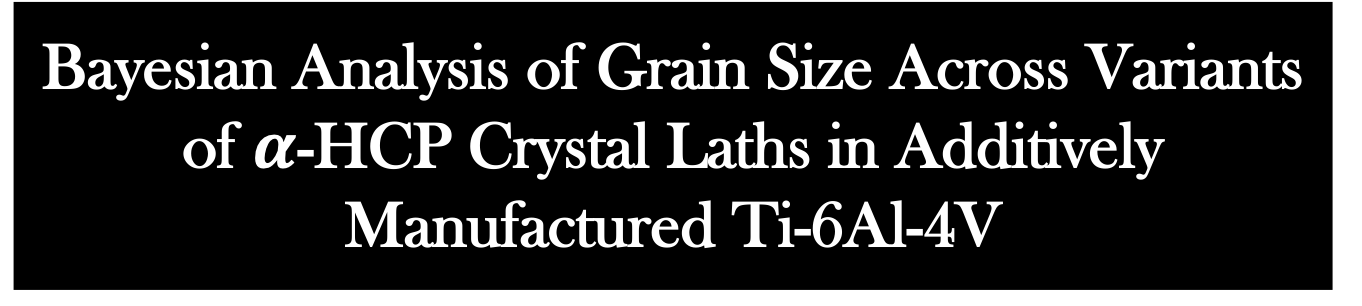 Bayesian Analysis of Grain Size Across Variants
of α-HCP Crystal Laths in Additively
Manufactured Ti-6Al-4V